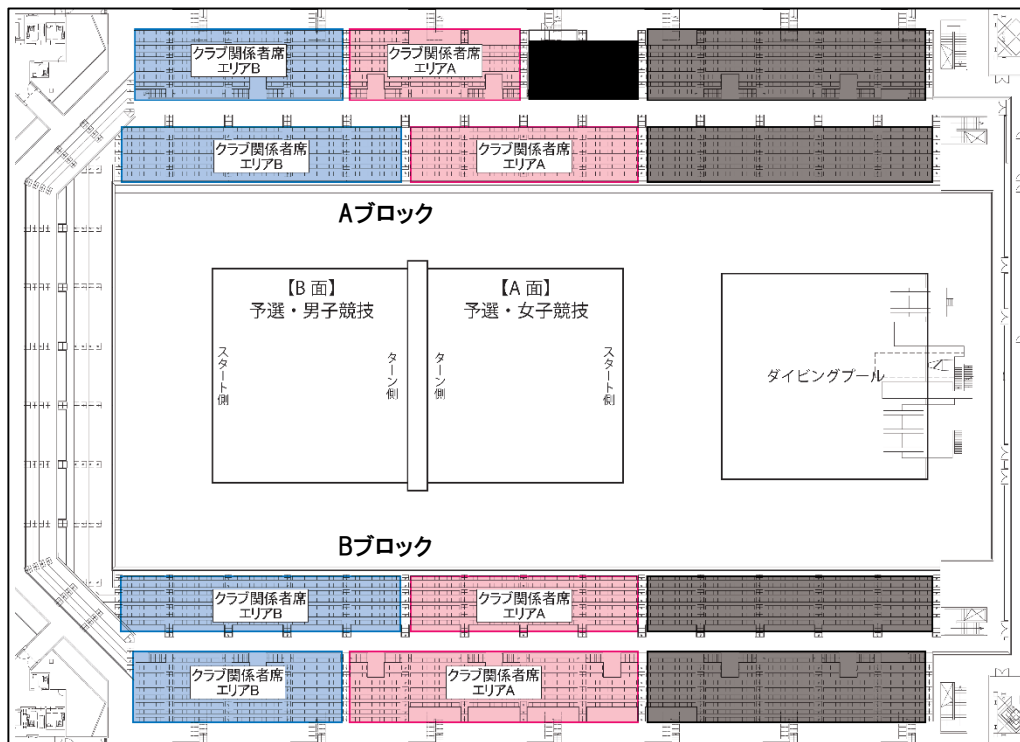 クラブ関係者席
エリアB
クラブ関係者席
エリアA
クラブ関係者席
エリアB
クラブ関係者席
エリアA
Aブロック
【B 面】
予選・男子競技
【A 面】
予選・女子競技
スタート側
ターン側
ターン側
スタート側
ダイビングプール
Bブロック
クラブ関係者席
エリアB
クラブ関係者席
エリアA
クラブ関係者席
エリアB
クラブ関係者席
エリアA